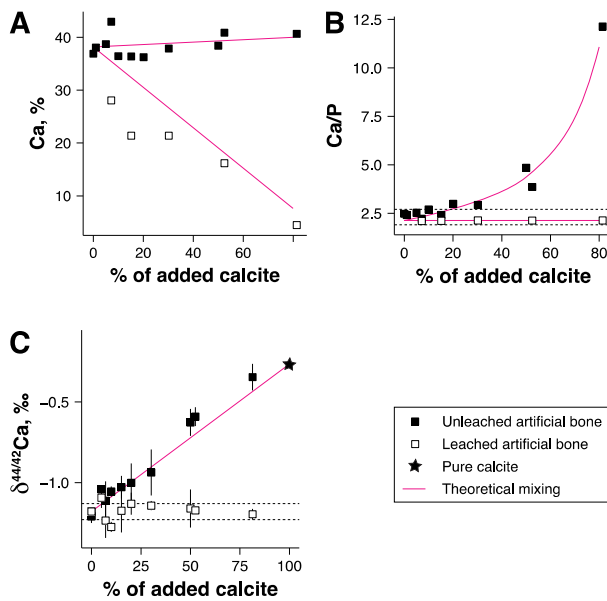 A
Ca, %
40
30
20
10
0 20 40 60
% of added calcite
B
Ca/P
12.5
10.0
7.5
5.0
2.5
0 20 40 60 80
% of added calcite
C
δ44/42Ca, ‰
−0.5
−1.0
0 25 50 75 100
% of added calcite
Unleached artificial bone
Leached artificial bone
Pure calcite
Theoretical mixing